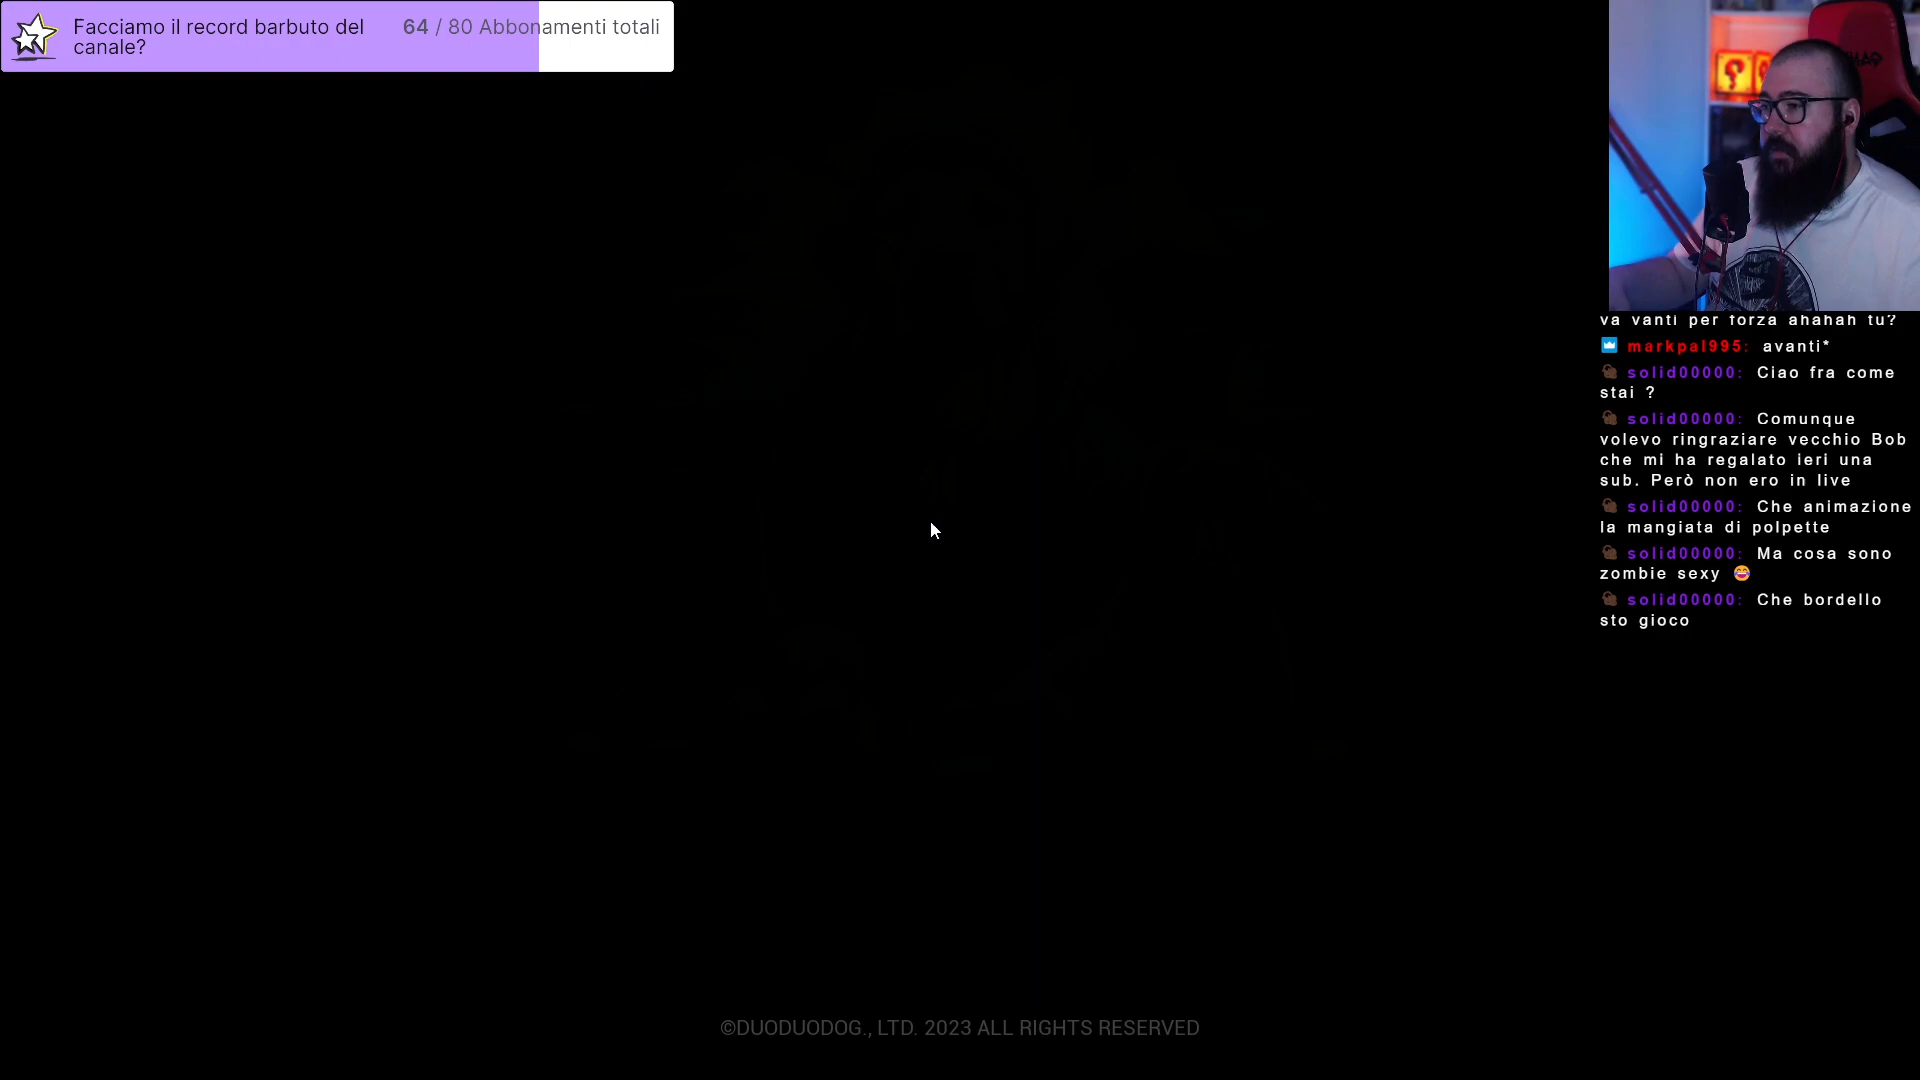 Facciamo il record barbuto del
canale?
64 / 80 Abbonamenti totali
va vanti per forza ahahah tu?
markpal995: avanti*
solid00000: Ciao fra come
stai ?
solid00000: Comunque
volevo ringraziare vecchio Bob
che mi ha regalato ieri una
sub. Però non ero in live
solid00000: Che animazione
la mangiata di polpette
solid00000: Ma cosa sono
zombie sexy 😂
solid00000: Che bordello
sto gioco
©DUODUODOG., LTD. 2023 ALL RIGHTS RESERVED